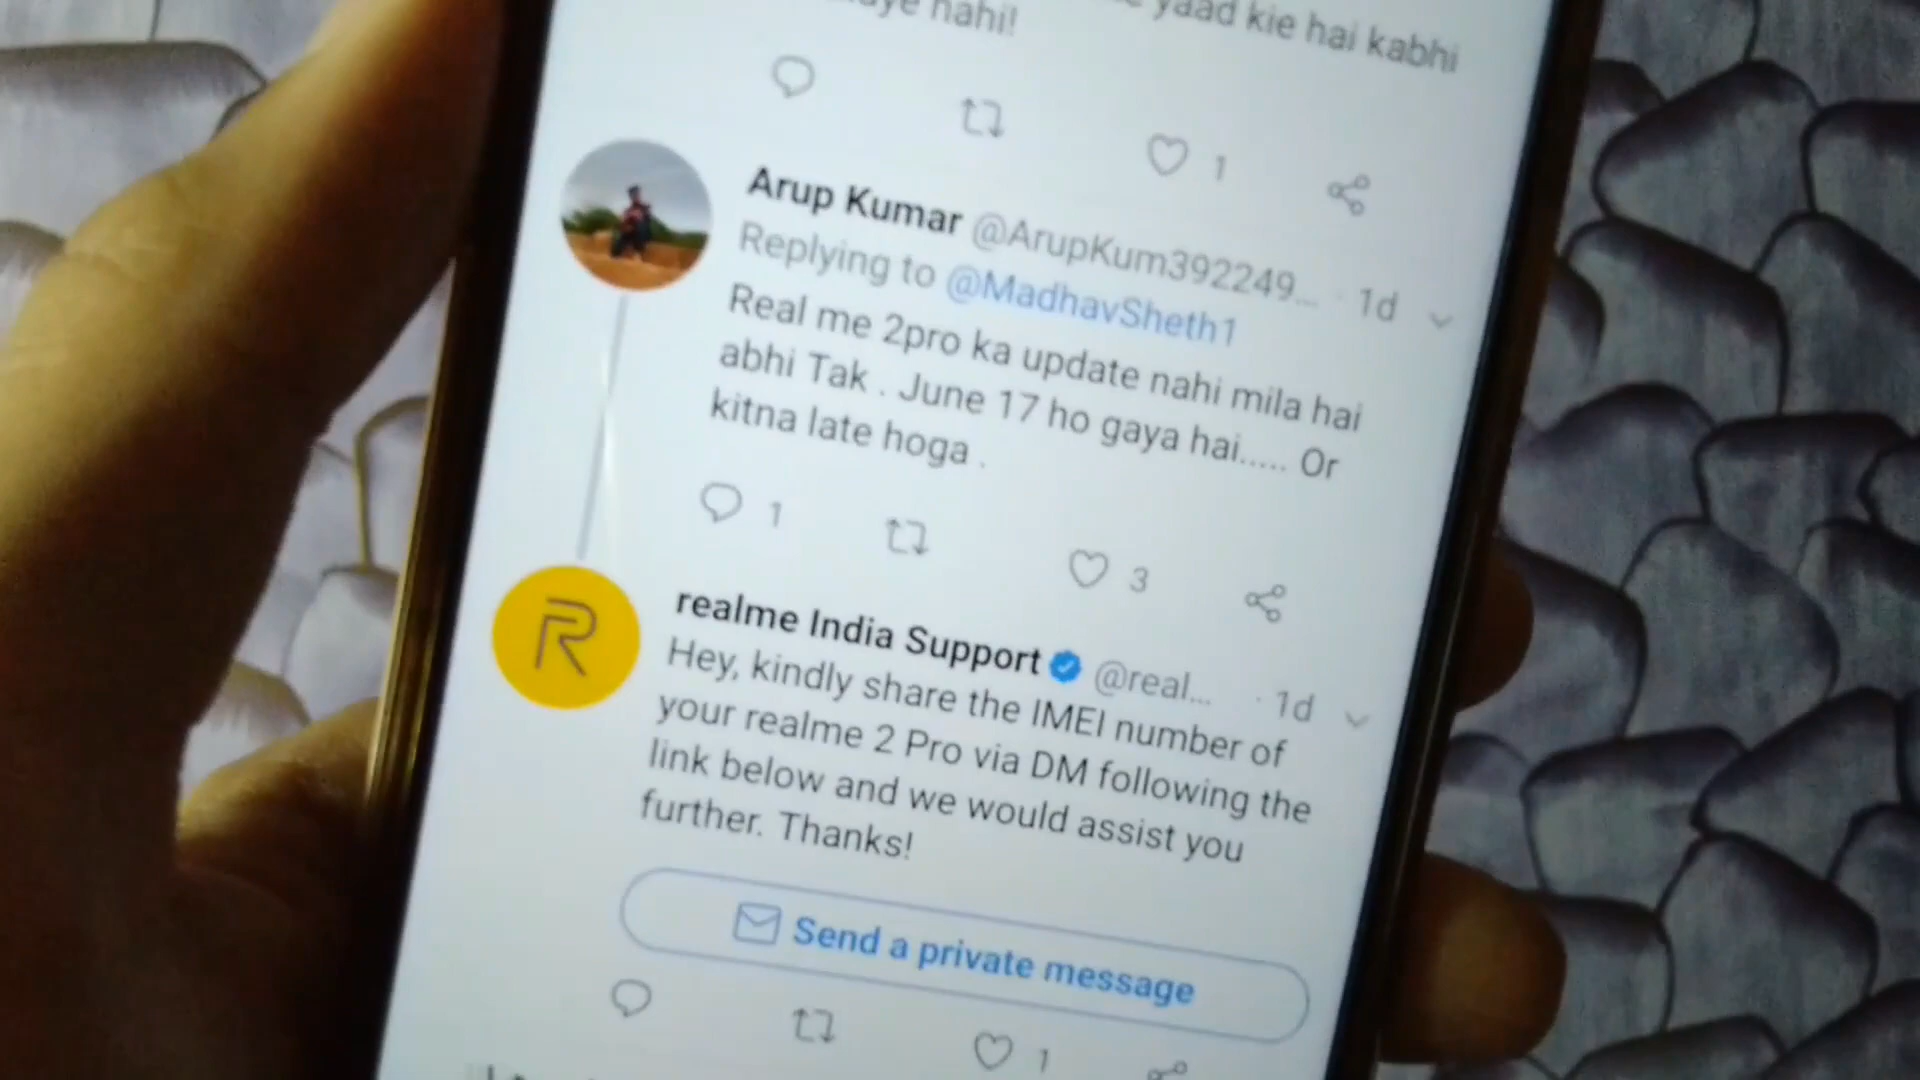 yaad kie hai kabhi
nahi!
1
Arup Kumar @ArupKum392249... · 1d
Replying to @MadhavSheth1
Real me 2pro ka update nahi mila hai
abhi Tak . June 17 ho gaya hai..... Or
kitna late hoga .
1 3
realme India Support @real... · 1d
Hey, kindly share the IMEI number of
your realme 2 Pro via DM following the
link below and we would assist you
further. Thanks!
Send a private message
1